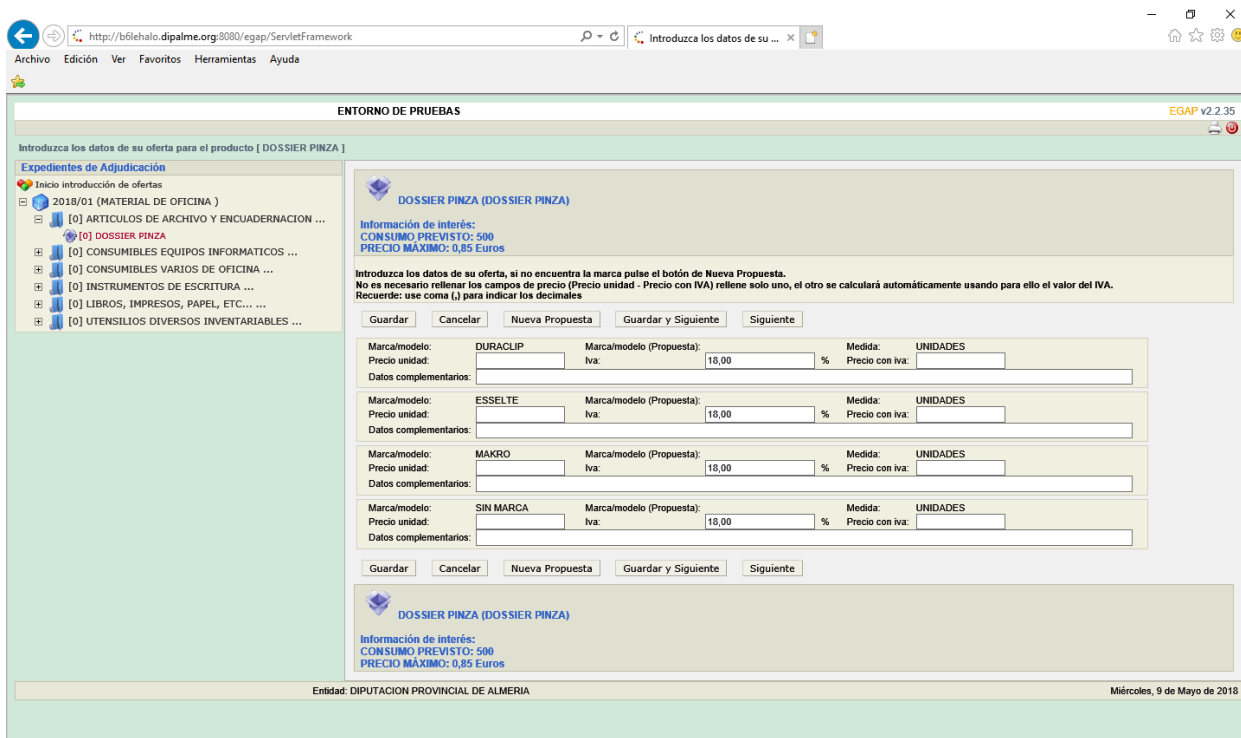 http://b6lehalo.dipalme.org:8080/egap/ServletFramework
Introduzca los datos de su ...
Archivo Edición Ver Favoritos Herramientas Ayuda
ENTORNO DE PRUEBAS
EGAP v2.2.35
Introduzca los datos de su oferta para el producto [ DOSSIER PINZA ]
Expedientes de Adjudicación
Inicio introducción de ofertas
2018/01 (MATERIAL DE OFICINA )
[0] ARTICULOS DE ARCHIVO Y ENCUADERNACION ...
[0] DOSSIER PINZA
[0] CONSUMIBLES EQUIPOS INFORMATICOS ...
[0] CONSUMIBLES VARIOS DE OFICINA ...
[0] INSTRUMENTOS DE ESCRITURA ...
[0] LIBROS, IMPRESOS, PAPEL, ETC... ...
[0] UTENSILIOS DIVERSOS INVENTARIABLES ...
DOSSIER PINZA (DOSSIER PINZA)
Información de interés:
CONSUMO PREVISTO: 500
PRECIO MÁXIMO: 0,85 Euros
Introduzca los datos de su oferta, si no encuentra la marca pulse el botón de Nueva Propuesta.
No es necesario rellenar los campos de precio (Precio unidad - Precio con IVA) rellene solo uno, el otro se calculará automáticamente usando para ello el valor del IVA.
Recuerde: use coma (,) para indicar los decimales
Guardar Cancelar Nueva Propuesta Guardar y Siguiente Siguiente
Marca/modelo: DURACLIP Marca/modelo (Propuesta): Medida: UNIDADES
Precio unidad: Iva: 18,00 % Precio con iva:
Datos complementarios:
Marca/modelo: ESSELTE Marca/modelo (Propuesta): Medida: UNIDADES
Precio unidad: Iva: 18,00 % Precio con iva:
Datos complementarios:
Marca/modelo: MAKRO Marca/modelo (Propuesta): Medida: UNIDADES
Precio unidad: Iva: 18,00 % Precio con iva:
Datos complementarios:
Marca/modelo: SIN MARCA Marca/modelo (Propuesta): Medida: UNIDADES
Precio unidad: Iva: 18,00 % Precio con iva:
Datos complementarios:
Guardar Cancelar Nueva Propuesta Guardar y Siguiente Siguiente
DOSSIER PINZA (DOSSIER PINZA)
Información de interés:
CONSUMO PREVISTO: 500
PRECIO MÁXIMO: 0,85 Euros
Entidad: DIPUTACION PROVINCIAL DE ALMERIA
Miércoles, 9 de Mayo de 2018